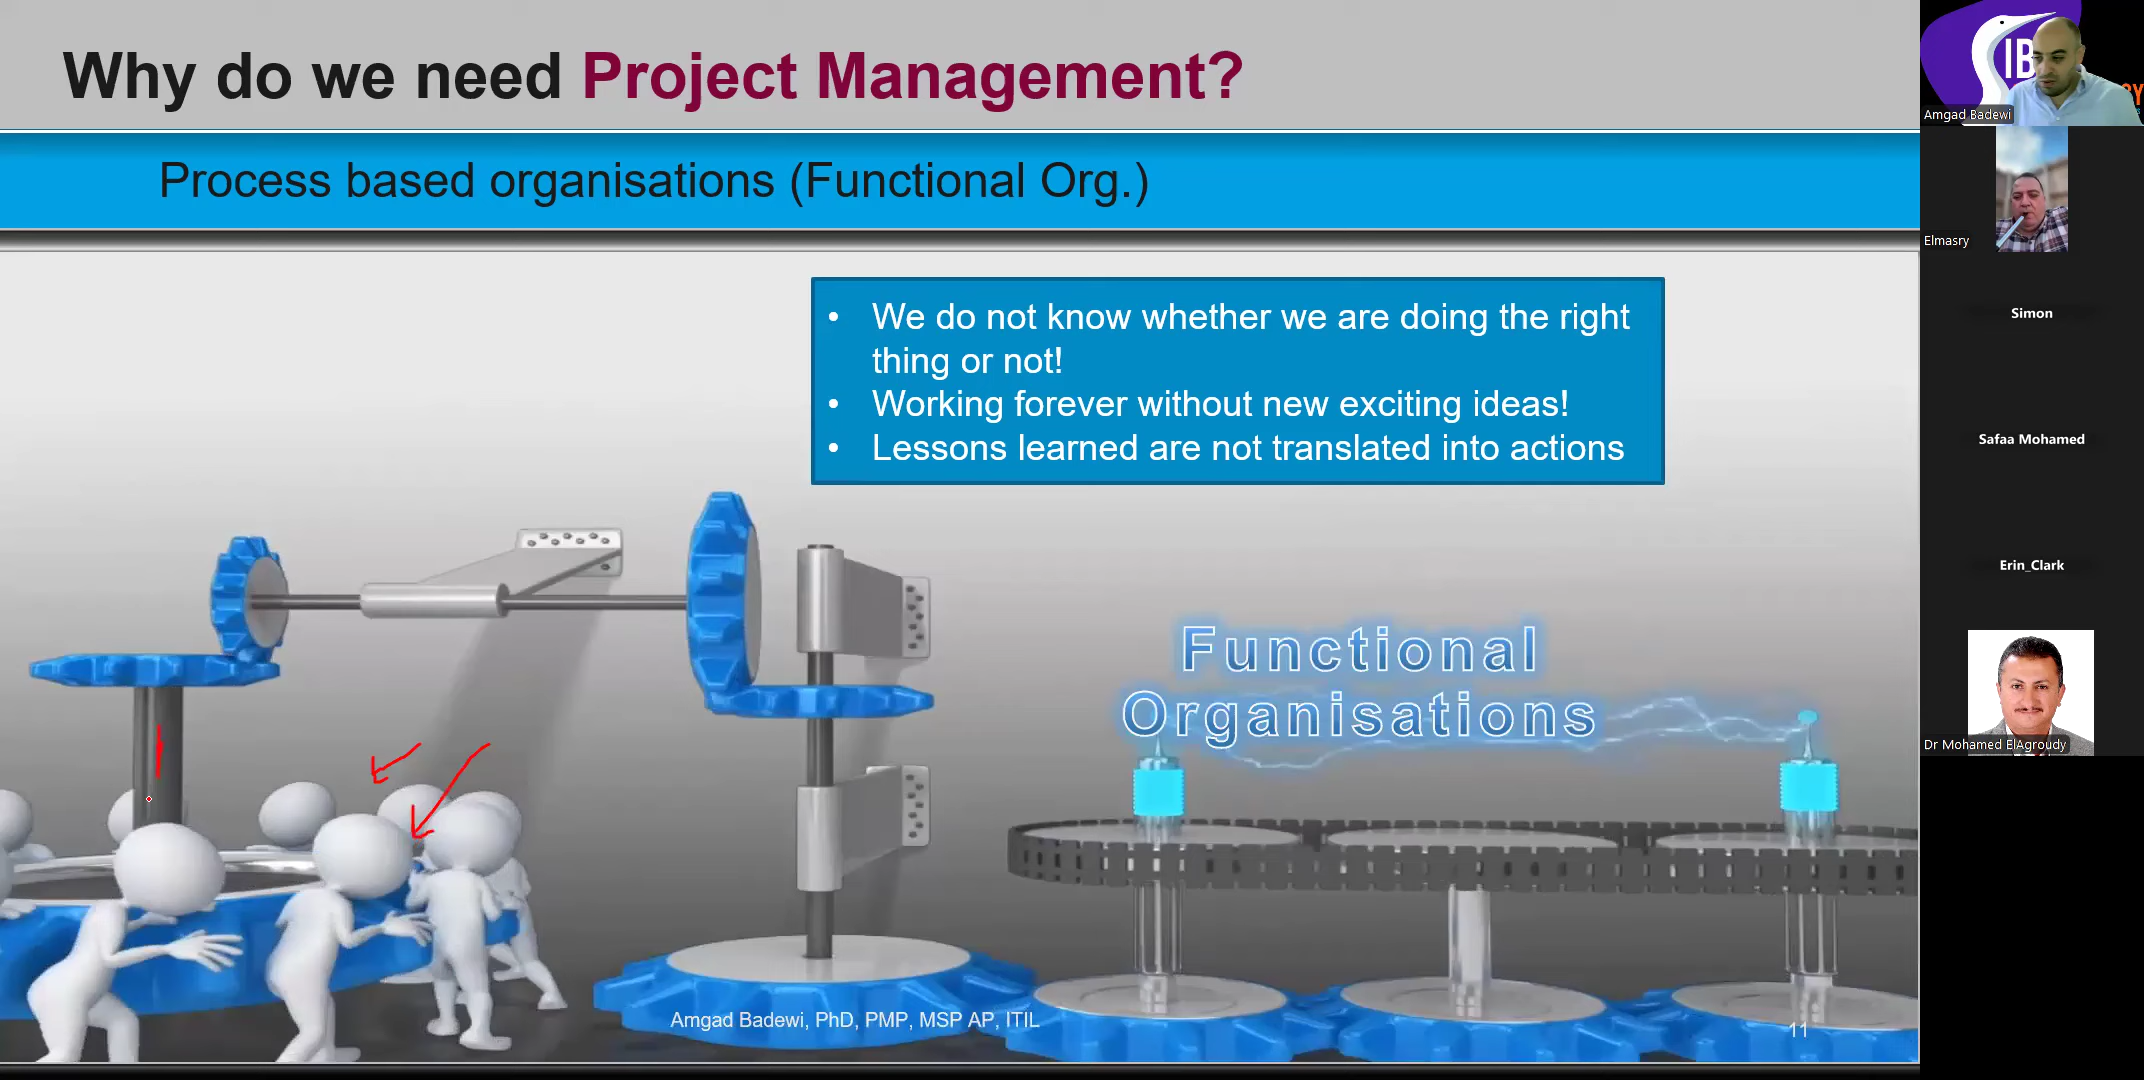 Why do we need Project Management?
Process based organisations (Functional Org.)
• We do not know whether we are doing the right
thing or not!
• Working forever without new exciting ideas!
• Lessons learned are not translated into actions
Functional
Organisations
Amgad Badewi, PhD, PMP, MSP AP, ITIL
11
IB
Amgad Badewi
Elmasry
Simon
Safaa Mohamed
Erin_Clark
Dr Mohamed ElAgroudy